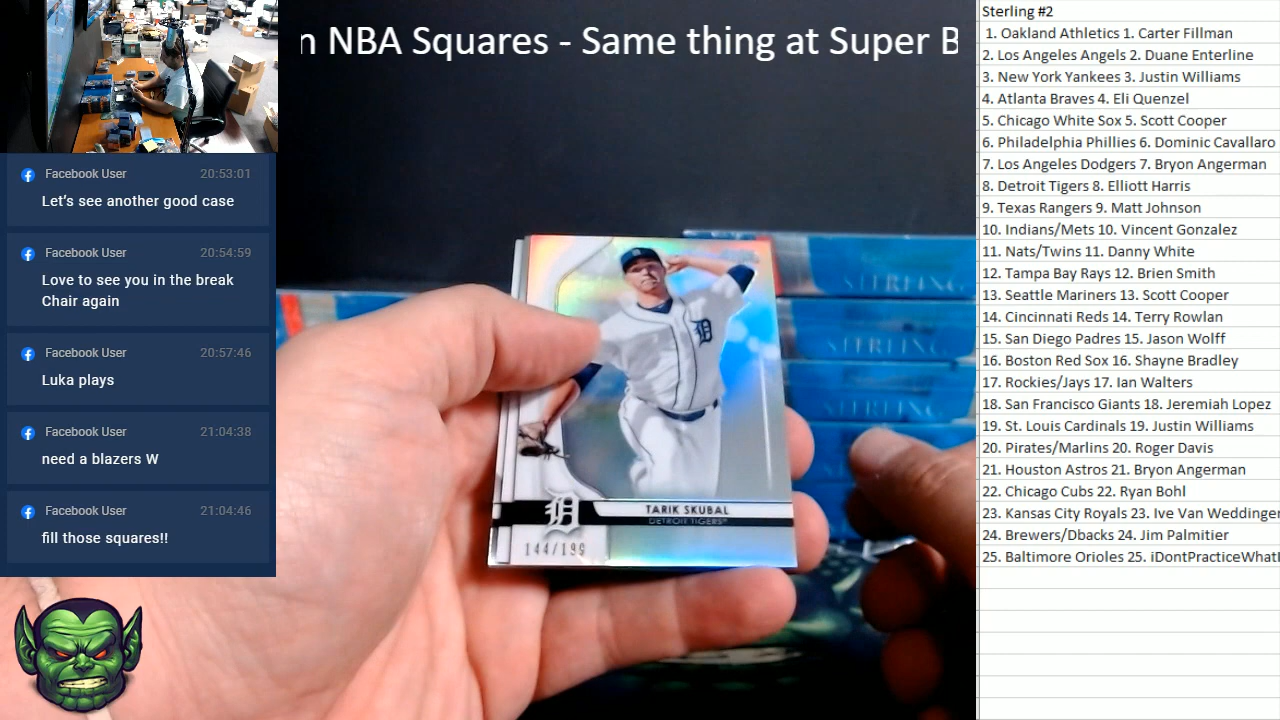 n NBA Squares - Same thing at Super B
Facebook User 20:53:01
Let's see another good case
Facebook User 20:54:59
Love to see you in the break
Chair again
Facebook User 20:57:46
Luka plays
Facebook User 21:04:38
need a blazers W
Facebook User 21:04:46
fill those squares!!
STERLING
STERLING
STERLING
TARIK SKUBAL
DETROIT TIGERS
144/199
Sterling #2
1. Oakland Athletics 1. Carter Fillman
2. Los Angeles Angels 2. Duane Enterline
3. New York Yankees 3. Justin Williams
4. Atlanta Braves 4. Eli Quenzel
5. Chicago White Sox 5. Scott Cooper
6. Philadelphia Phillies 6. Dominic Cavallaro
7. Los Angeles Dodgers 7. Bryon Angerman
8. Detroit Tigers 8. Elliott Harris
9. Texas Rangers 9. Matt Johnson
10. Indians/Mets 10. Vincent Gonzalez
11. Nats/Twins 11. Danny White
12. Tampa Bay Rays 12. Brien Smith
13. Seattle Mariners 13. Scott Cooper
14. Cincinnati Reds 14. Terry Rowlan
15. San Diego Padres 15. Jason Wolff
16. Boston Red Sox 16. Shayne Bradley
17. Rockies/Jays 17. Ian Walters
18. San Francisco Giants 18. Jeremiah Lopez
19. St. Louis Cardinals 19. Justin Williams
20. Pirates/Marlins 20. Roger Davis
21. Houston Astros 21. Bryon Angerman
22. Chicago Cubs 22. Ryan Bohl
23. Kansas City Royals 23. Ive Van Weddinger
24. Brewers/Dbacks 24. Jim Palmitier
25. Baltimore Orioles 25. iDontPracticeWhatI